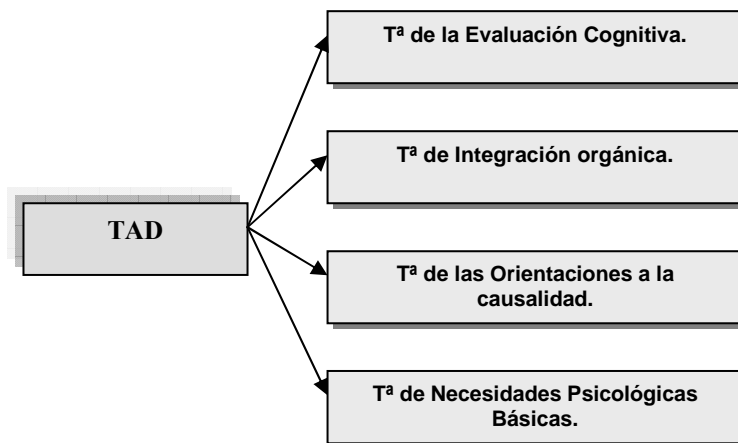 Tª de la Evaluación Cognitiva.
Tª de Integración orgánica.
TAD
Tª de las Orientaciones a la
causalidad.
Tª de Necesidades Psicológicas
Básicas.